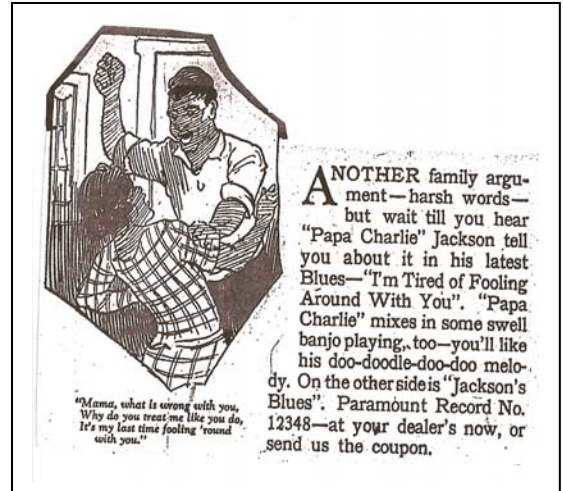 ANOTHER family argu-
ment—harsh words—
but wait till you hear
"Papa Charlie" Jackson tell
you about it in his latest
Blues—"I'm Tired of Fooling
Around With You". "Papa
Charlie" mixes in some swell
banjo playing, too—you'll like
his doo-doodle-doo-doo melo-
dy. On the other side is "Jackson's
Blues". Paramount Record No.
12348—at your dealer's now, or
send us the coupon.
"Mama, what is wrong with you,
Why do you treat me like you do,
It's my last time fooling 'round
with you."